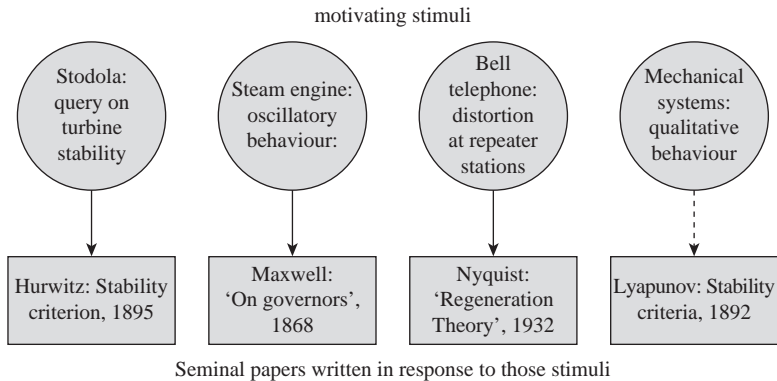 motivating stimuli
Stodola:
query on
turbine
stability
Steam engine:
oscillatory
behaviour:
Bell
telephone:
distortion
at repeater
stations
Mechanical
systems:
qualitative
behaviour
Hurwitz: Stability
criterion, 1895
Maxwell:
‘On governors’,
1868
Nyquist:
‘Regeneration
Theory’, 1932
Lyapunov: Stability
criteria, 1892
Seminal papers written in response to those stimuli